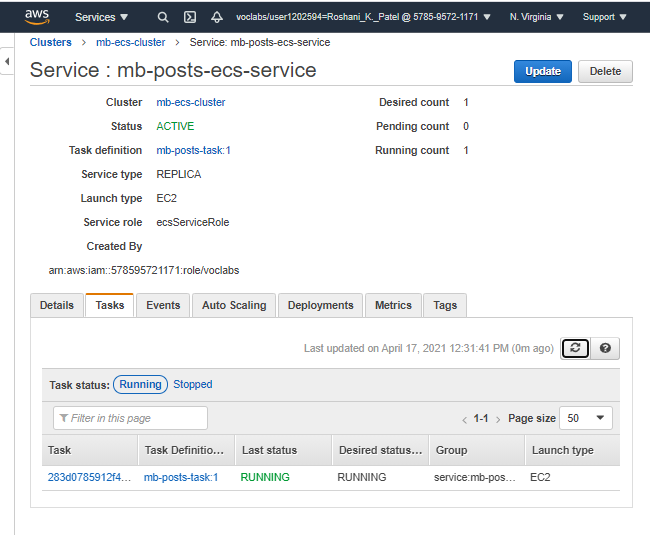 aws Services voclabs/user1202594=Roshani_K._Patel @ 5785-9572-1171 N. Virginia Support
Clusters > mb-ecs-cluster > Service: mb-posts-ecs-service
Service : mb-posts-ecs-service Update Delete
Cluster mb-ecs-cluster Desired count 1
Status ACTIVE Pending count 0
Task definition mb-posts-task:1 Running count 1
Service type REPLICA
Launch type EC2
Service role ecsServiceRole
Created By
arn:aws:iam::578595721171:role/voclabs
Details Tasks Events Auto Scaling Deployments Metrics Tags
Last updated on April 17, 2021 12:31:41 PM (0m ago)
Task status: Running Stopped
Filter in this page < 1-1 > Page size 50
Task Task Definitio... Last status Desired status... Group Launch type
283d0785912f4... mb-posts-task:1 RUNNING RUNNING service:mb-pos... EC2